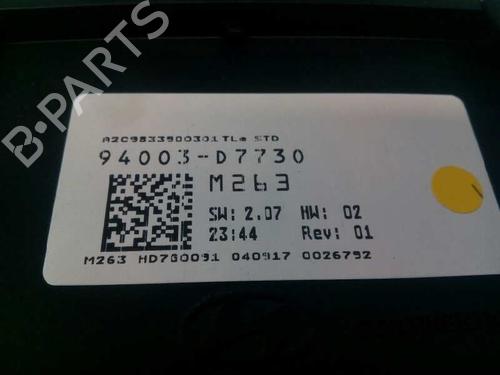 A2C9833900301 TLe STD
94003-D7730
M263
SW: 2.07 HW: 02
23:44 Rev: 01
M263 HD780091 040917 0026792